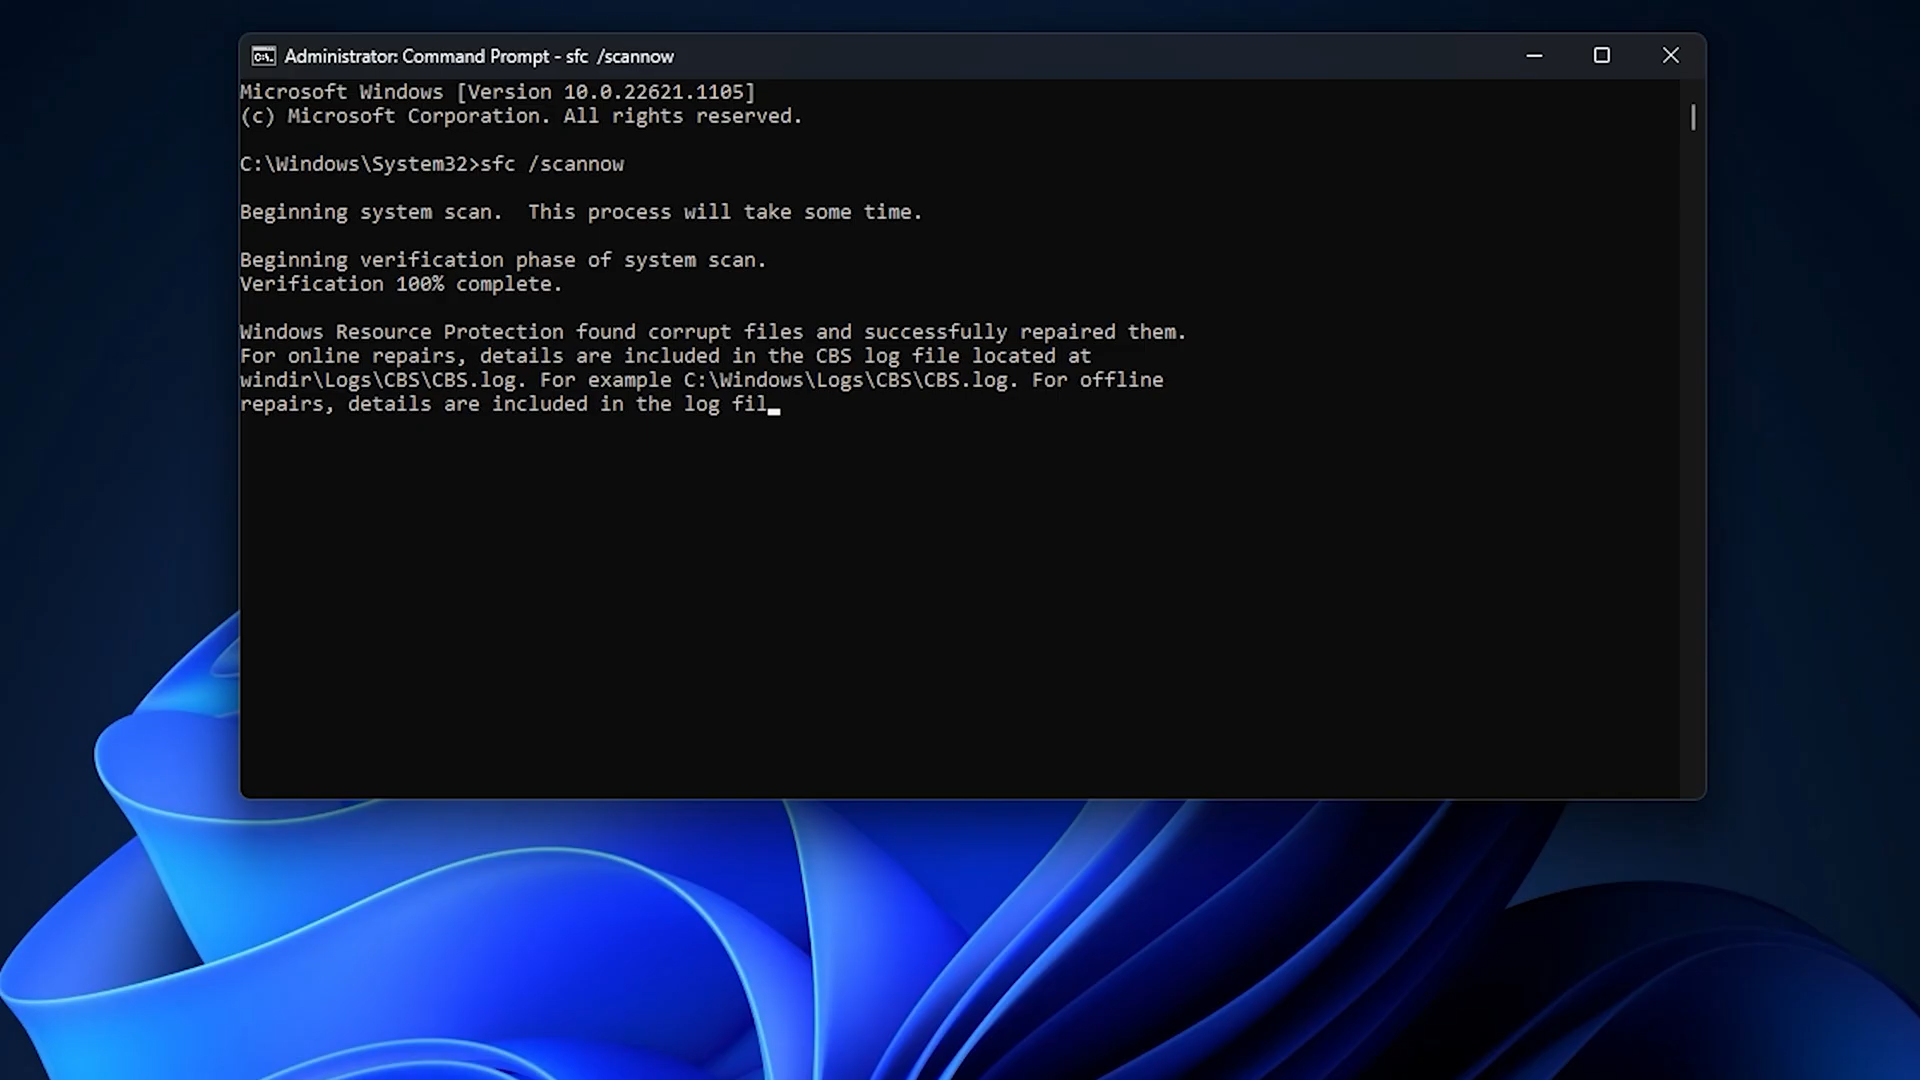 Administrator: Command Prompt - sfc  /scannow
Microsoft Windows [Version 10.0.22621.1105]
(c) Microsoft Corporation. All rights reserved.
C:\Windows\System32>sfc /scannow
Beginning system scan.  This process will take some time.
Beginning verification phase of system scan.
Verification 100% complete.
Windows Resource Protection found corrupt files and successfully repaired them.
For online repairs, details are included in the CBS log file located at
windir\Logs\CBS\CBS.log. For example C:\Windows\Logs\CBS\CBS.log. For offline
repairs, details are included in the log fil